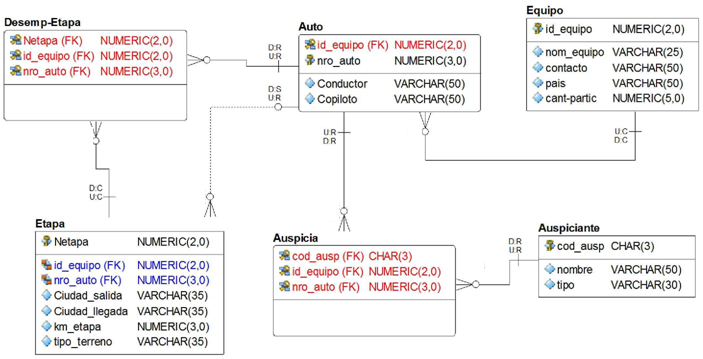 Desemp-Etapa
Netapa (FK) NUMERIC(2,0)
id_equipo (FK) NUMERIC(2,0)
nro_auto (FK) NUMERIC(3,0)
D:R
U:R
Auto
id_equipo (FK) NUMERIC(2,0)
nro_auto NUMERIC(3,0)
Conductor VARCHAR(50)
Copiloto VARCHAR(50)
Equipo
id_equipo NUMERIC(2,0)
nom_equipo VARCHAR(25)
contacto VARCHAR(50)
pais VARCHAR(50)
cant-partic NUMERIC(5,0)
D:S
U:R
U:R
D:R
U:C
D:C
D:C
U:C
Etapa
Netapa NUMERIC(2,0)
id_equipo (FK) NUMERIC(2,0)
nro_auto (FK) NUMERIC(3,0)
Ciudad_salida VARCHAR(35)
Ciudad_llegada VARCHAR(35)
km_etapa NUMERIC(3,0)
tipo_terreno VARCHAR(35)
Auspicia
cod_ausp (FK) CHAR(3)
id_equipo (FK) NUMERIC(2,0)
nro_auto (FK) NUMERIC(3,0)
D:R
U:R
Auspiciante
cod_ausp CHAR(3)
nombre VARCHAR(50)
tipo VARCHAR(30)